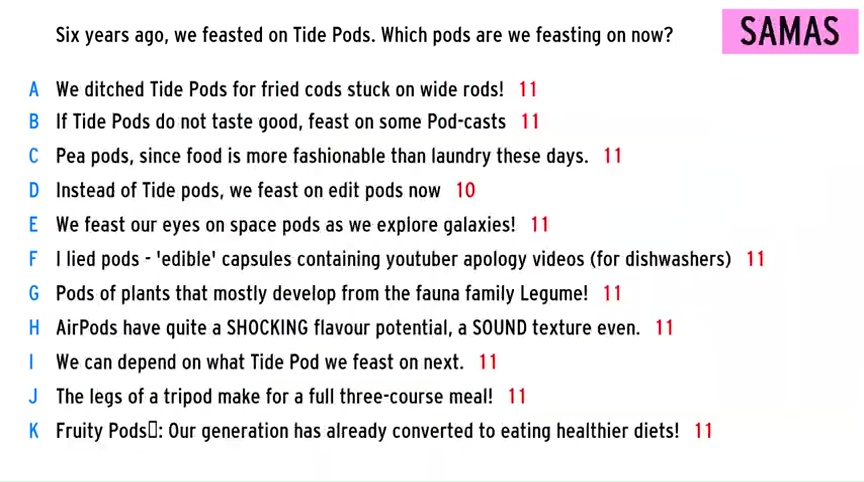 Six years ago, we feasted on Tide Pods. Which pods are we feasting on now?
SAMAS
A We ditched Tide Pods for fried cods stuck on wide rods! 11
B If Tide Pods do not taste good, feast on some Pod-casts 11
C Pea pods, since food is more fashionable than laundry these days. 11
D Instead of Tide pods, we feast on edit pods now 10
E We feast our eyes on space pods as we explore galaxies! 11
F I lied pods - 'edible' capsules containing youtuber apology videos (for dishwashers) 11
G Pods of plants that mostly develop from the fauna family Legume! 11
H AirPods have quite a SHOCKING flavour potential, a SOUND texture even. 11
I We can depend on what Tide Pod we feast on next. 11
J The legs of a tripod make for a full three-course meal! 11
K Fruity Pods▯: Our generation has already converted to eating healthier diets! 11